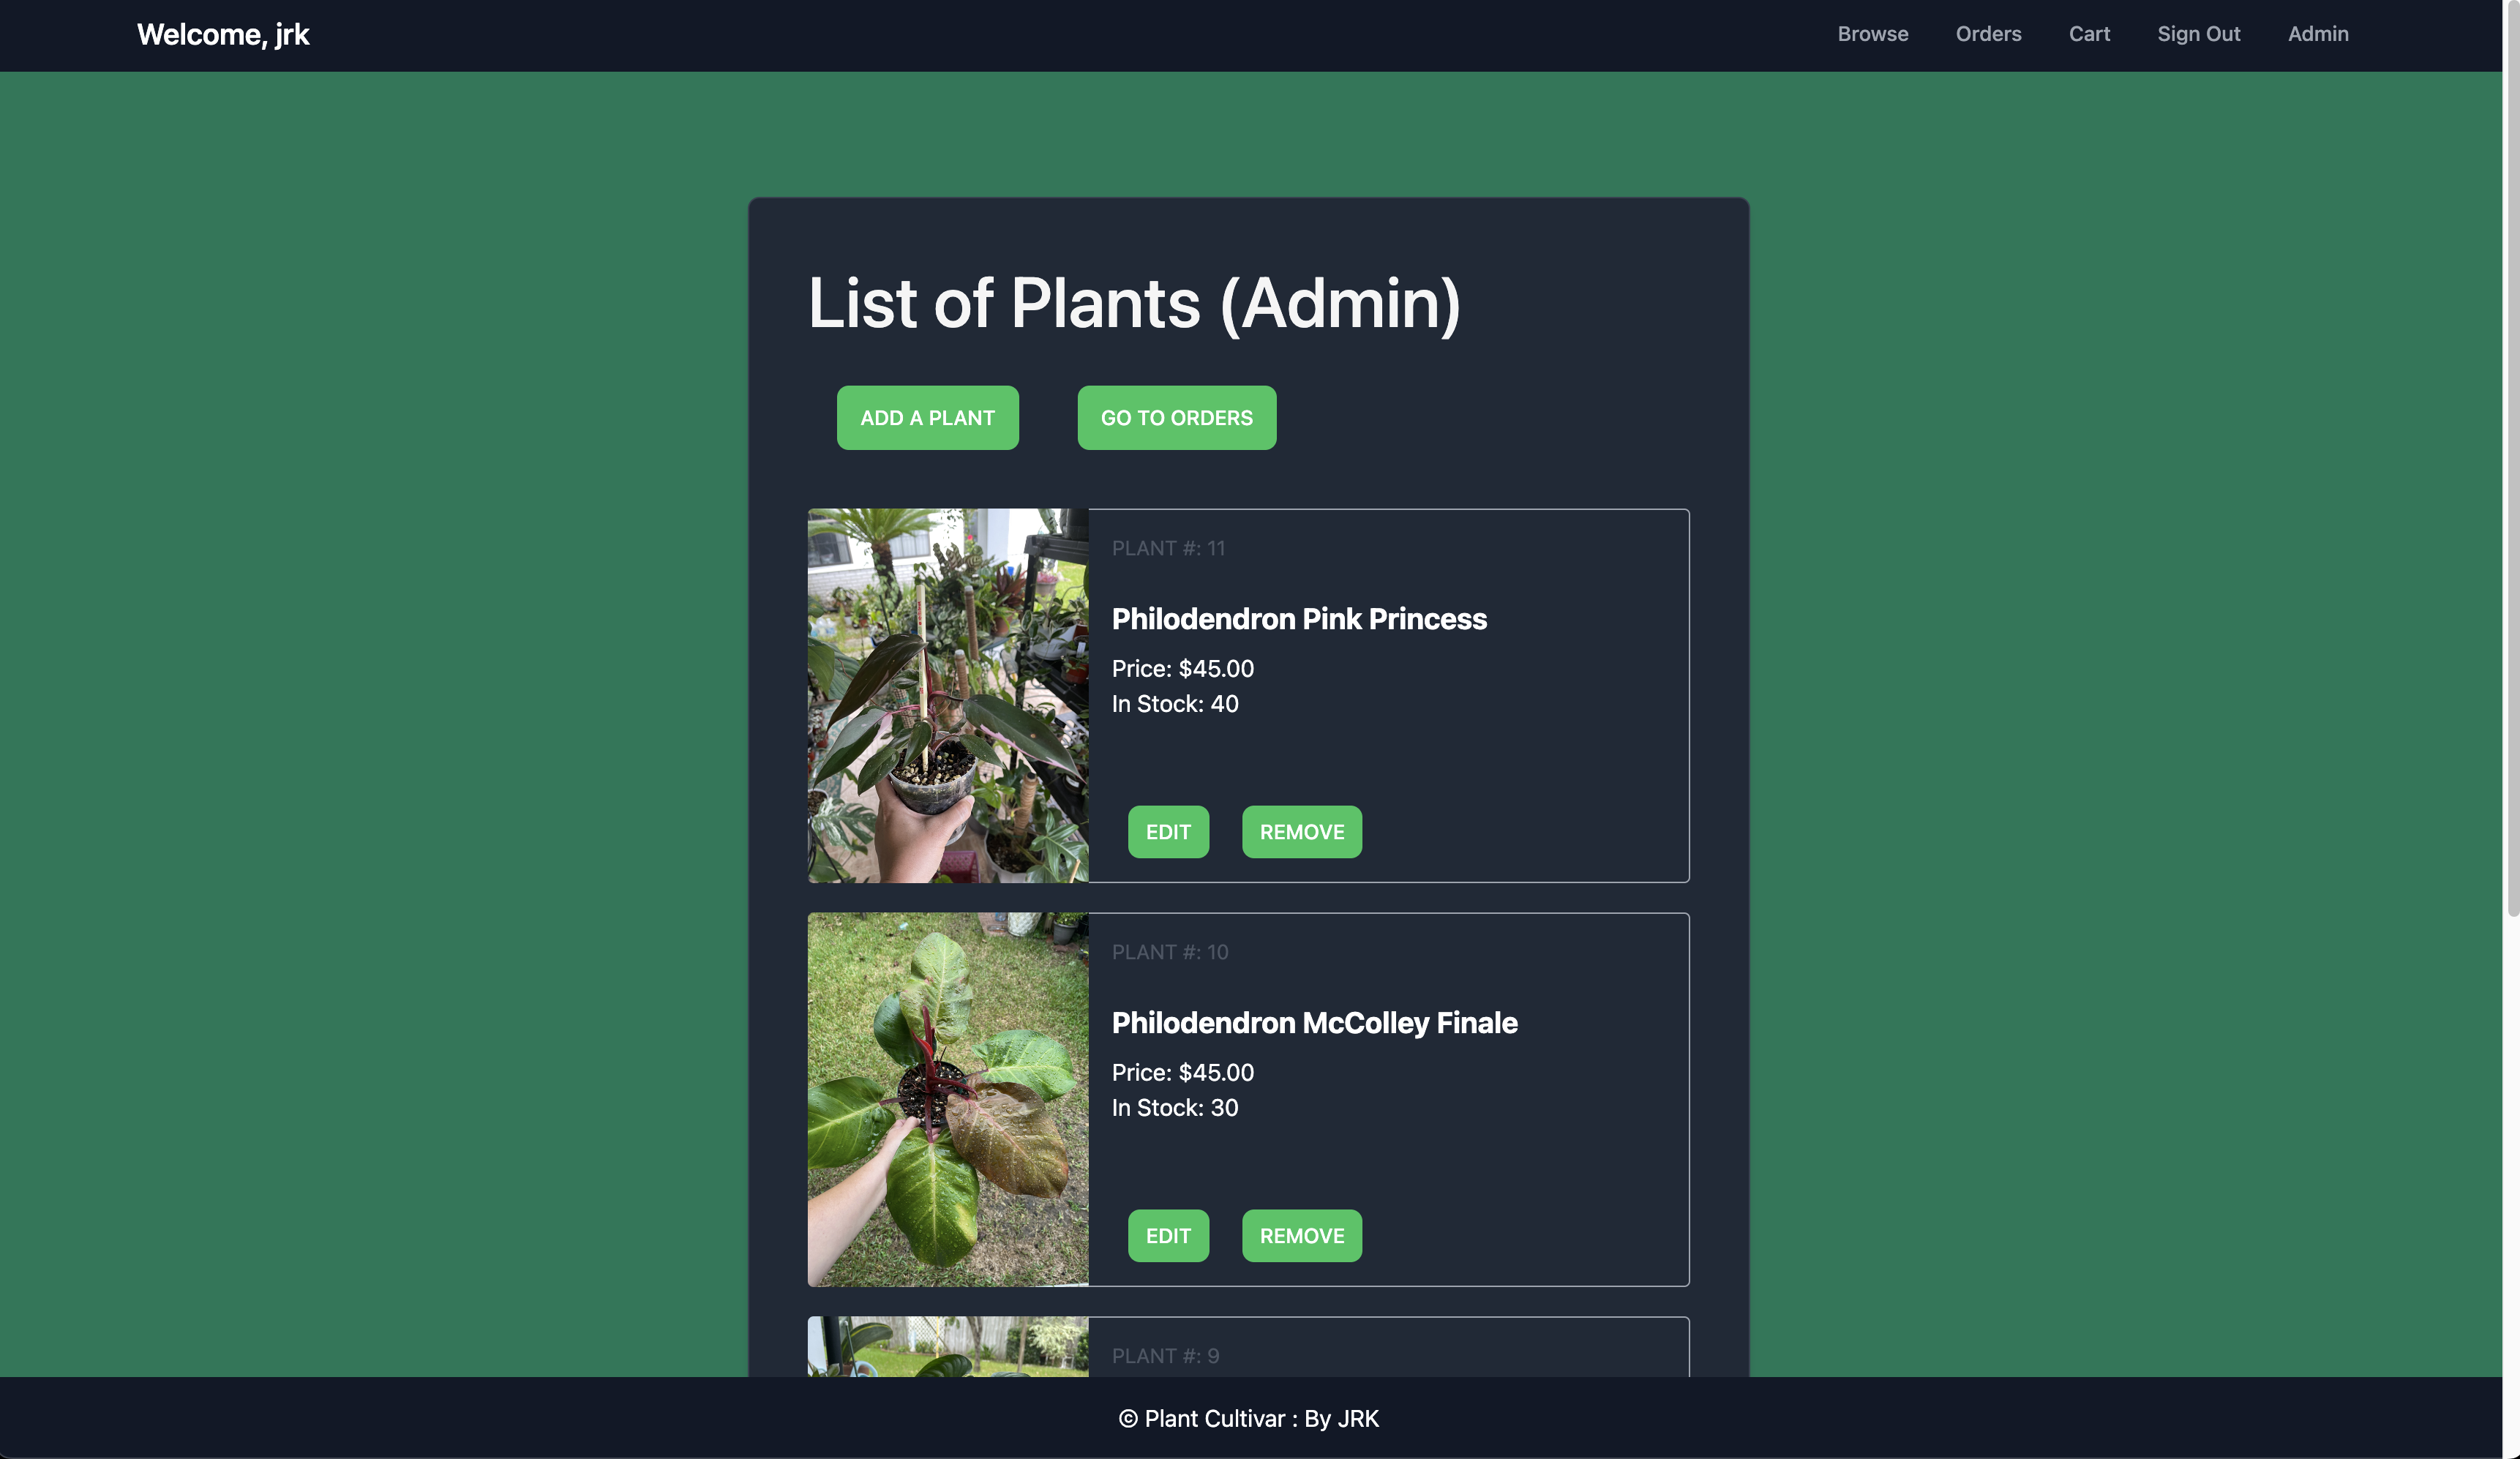 Welcome, jrk
Browse Orders Cart Sign Out Admin
List of Plants (Admin)
ADD A PLANT GO TO ORDERS
PLANT #: 11
Philodendron Pink Princess
Price: $45.00
In Stock: 40
EDIT REMOVE
PLANT #: 10
Philodendron McColley Finale
Price: $45.00
In Stock: 30
EDIT REMOVE
PLANT #: 9
© Plant Cultivar : By JRK